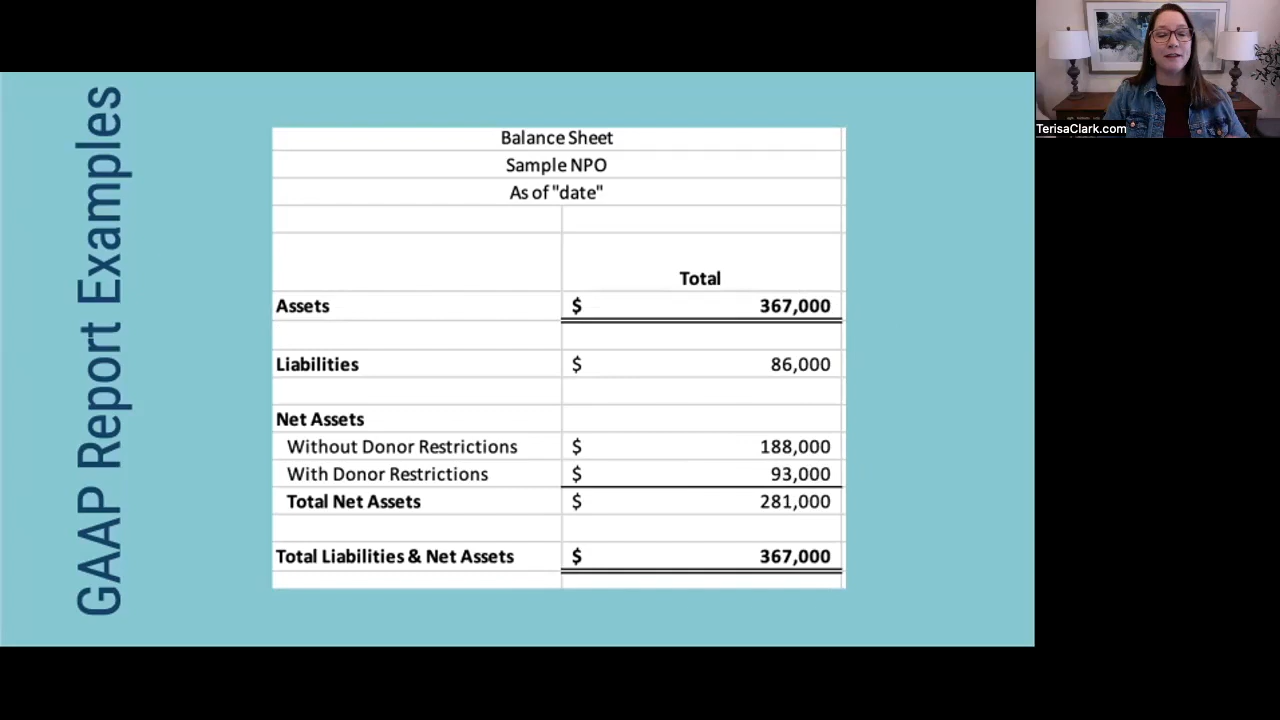 GAAP Report Examples
Balance Sheet
Sample NPO
As of "date"
Total
Assets $ 367,000
Liabilities $ 86,000
Net Assets
Without Donor Restrictions $ 188,000
With Donor Restrictions $ 93,000
Total Net Assets $ 281,000
Total Liabilities & Net Assets $ 367,000
TerisaClark.com